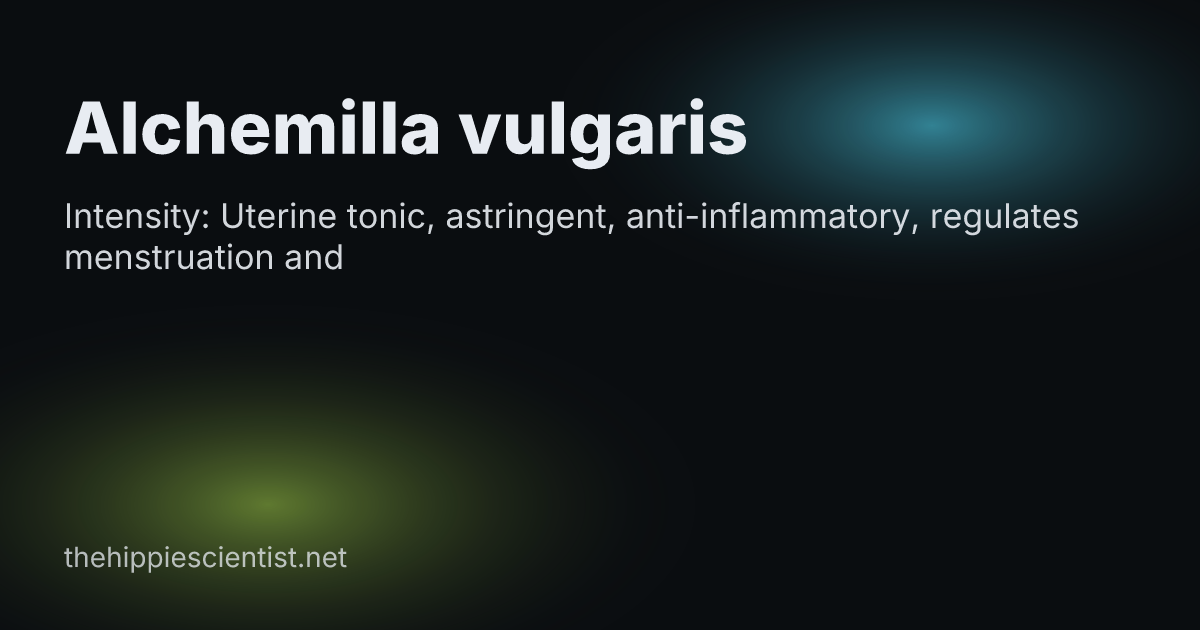 Alchemilla vulgaris
Intensity: Uterine tonic, astringent, anti-inflammatory, regulates
menstruation and
thehippiescientist.net